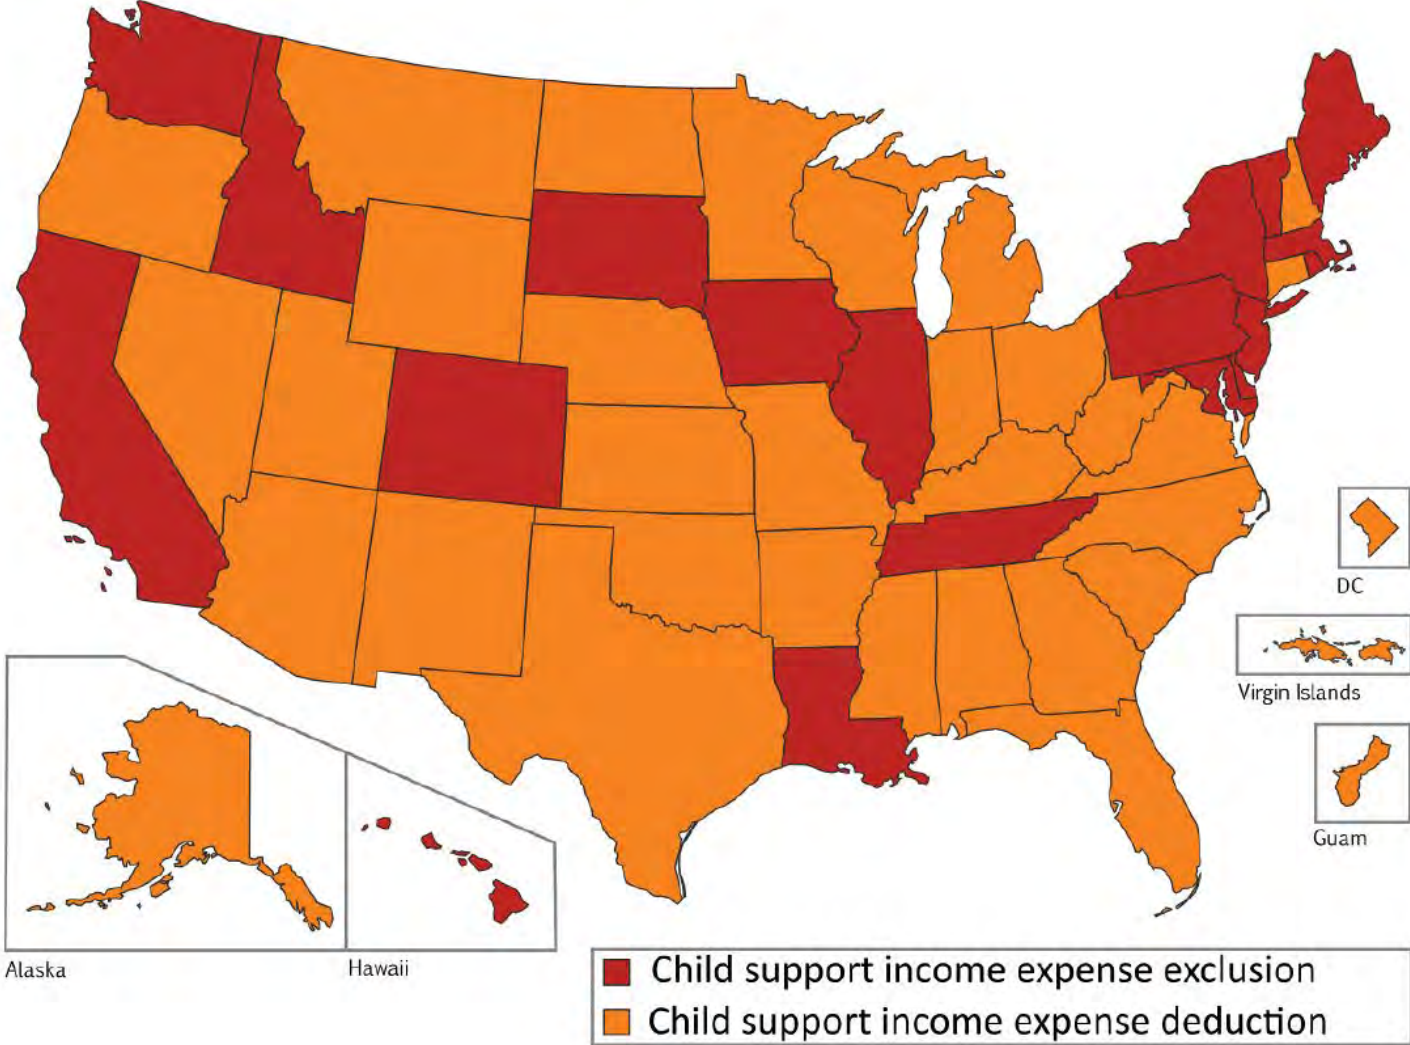 DC
Virgin Islands
Guam
Alaska
Hawaii
Child support income expense exclusion
Child support income expense deduction